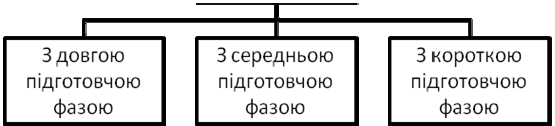 З довгою
підготовчою
фазою
З середньою
підготовчою
фазою
З короткою
підготовчою
фазою